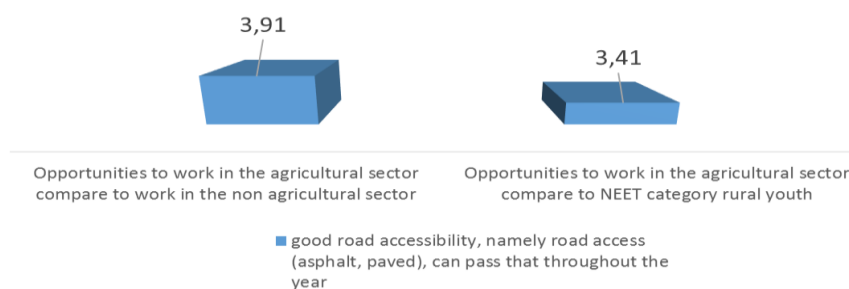 3,91
3,41
Opportunities to work in the agricultural sector
compare to work in the non agricultural sector
Opportunities to work in the agricultural sector
compare to NEET category rural youth
good road accessibility, namely road access
(asphalt, paved), can pass that throughout the
year